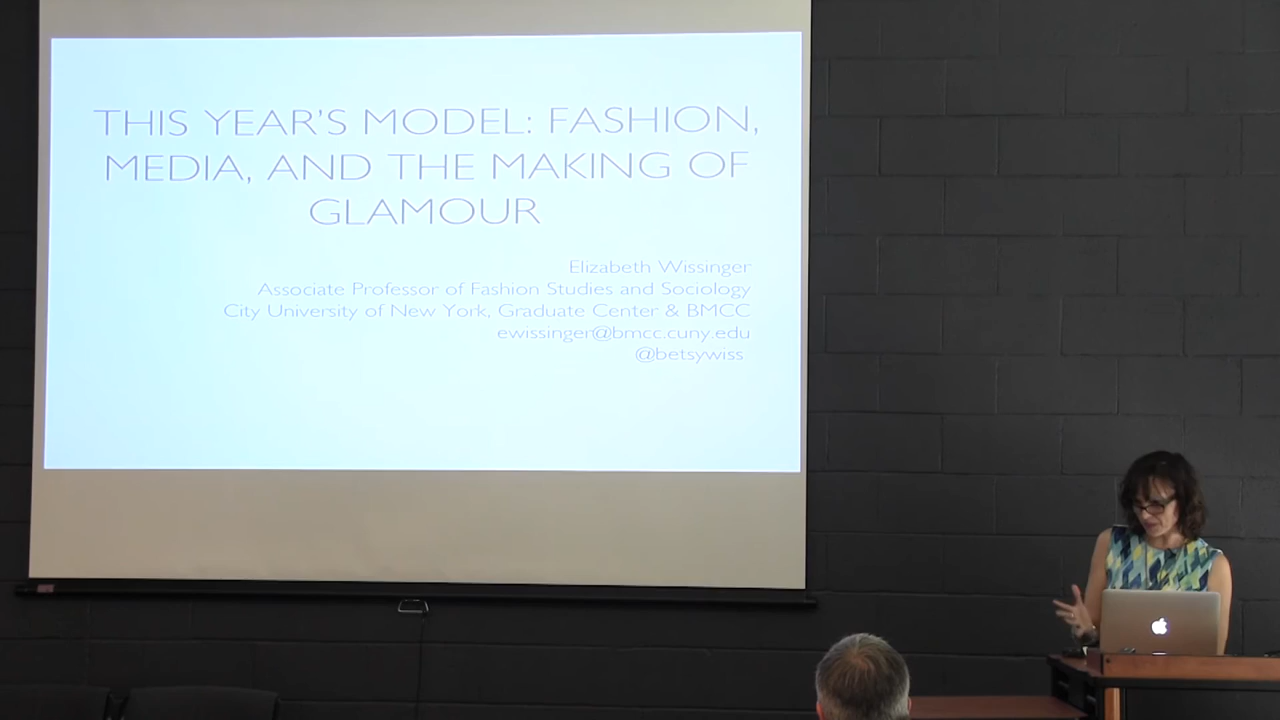 THIS YEAR'S MODEL: FASHION,
MEDIA, AND THE MAKING OF
GLAMOUR
Elizabeth Wissinger
Associate Professor of Fashion Studies and Sociology
City University of New York, Graduate Center & BMCC
ewissinger@bmcc.cuny.edu
@betsywiss